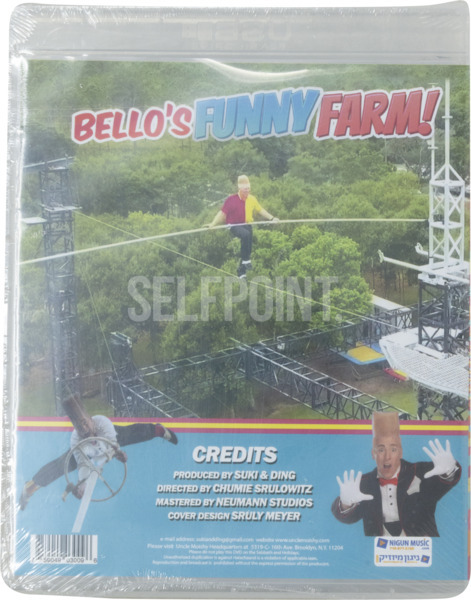 BELLO'S FUNNY FARM!
SELFPOINT.
CREDITS
PRODUCED BY SUKI & DING
DIRECTED BY CHUMIE SRULOWITZ
MASTERED BY NEUMANN STUDIOS
COVER DESIGN SRULY MEYER
NIGUN MUSIC
ניגון מיוזיק